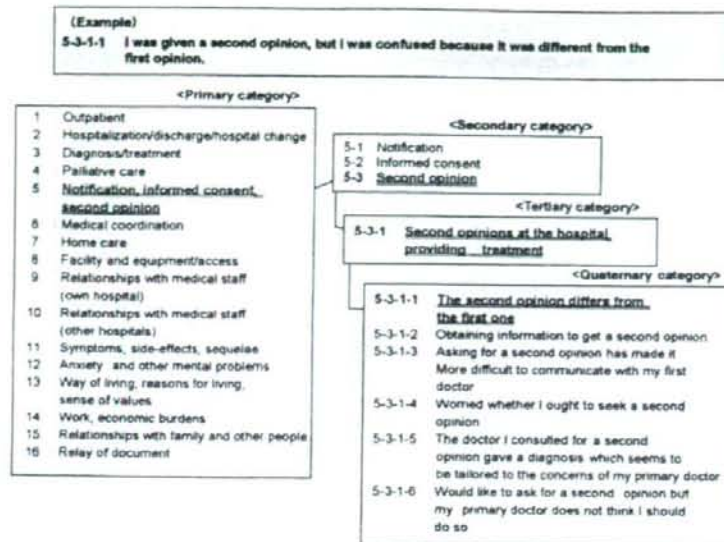 (Example)
5-3-1-1 I was given a second opinion, but I was confused because it was different from the
first opinion.
<Primary category>
1 Outpatient
2 Hospitalization/discharge/hospital change
3 Diagnosis/treatment
4 Palliative care
5 Notification, informed consent,
second opinion
6 Medical coordination
7 Home care
8 Facility and equipment/access
9 Relationships with medical staff
(own hospital)
10 Relationships with medical staff
(other hospitals)
11 Symptoms, side-effects, sequelae
12 Anxiety and other mental problems
13 Way of living, reasons for living,
sense of values
14 Work, economic burdens
15 Relationships with family and other people
16 Relay of document
<Secondary category>
5-1 Notification
5-2 Informed consent
5-3 Second opinion
<Tertiary category>
5-3-1 Second opinions at the hospital
providing treatment
<Quaternary category>
5-3-1-1 The second opinion differs from
the first one
5-3-1-2 Obtaining information to get a second opinion
5-3-1-3 Asking for a second opinion has made it
More difficult to communicate with my first
doctor
5-3-1-4 Worried whether I ought to seek a second
opinion
5-3-1-5 The doctor I consulted for a second
opinion gave a diagnosis which seems to
be tailored to the concerns of my primary doctor
5-3-1-6 Would like to ask for a second opinion but
my primary doctor does not think I should
do so